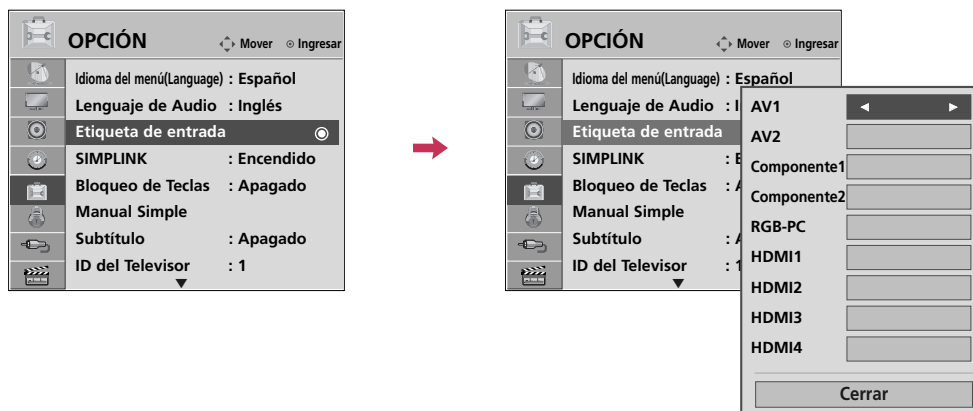 OPCIÓN
Mover
Ingresar
Idioma del menú(Language) : Español
Lenguaje de Audio : Inglés
Etiqueta de entrada
SIMPLINK : Encendido
Bloqueo de Teclas : Apagado
Manual Simple
Subtítulo : Apagado
ID del Televisor : 1
OPCIÓN
Mover
Ingresar
Idioma del menú(Language) : Español
Lenguaje de Audio : I
Etiqueta de entrada
SIMPLINK : E
Bloqueo de Teclas : A
Manual Simple
Subtítulo : A
ID del Televisor : 1
AV1
AV2
Componente1
Componente2
RGB-PC
HDMI1
HDMI2
HDMI3
HDMI4
Cerrar